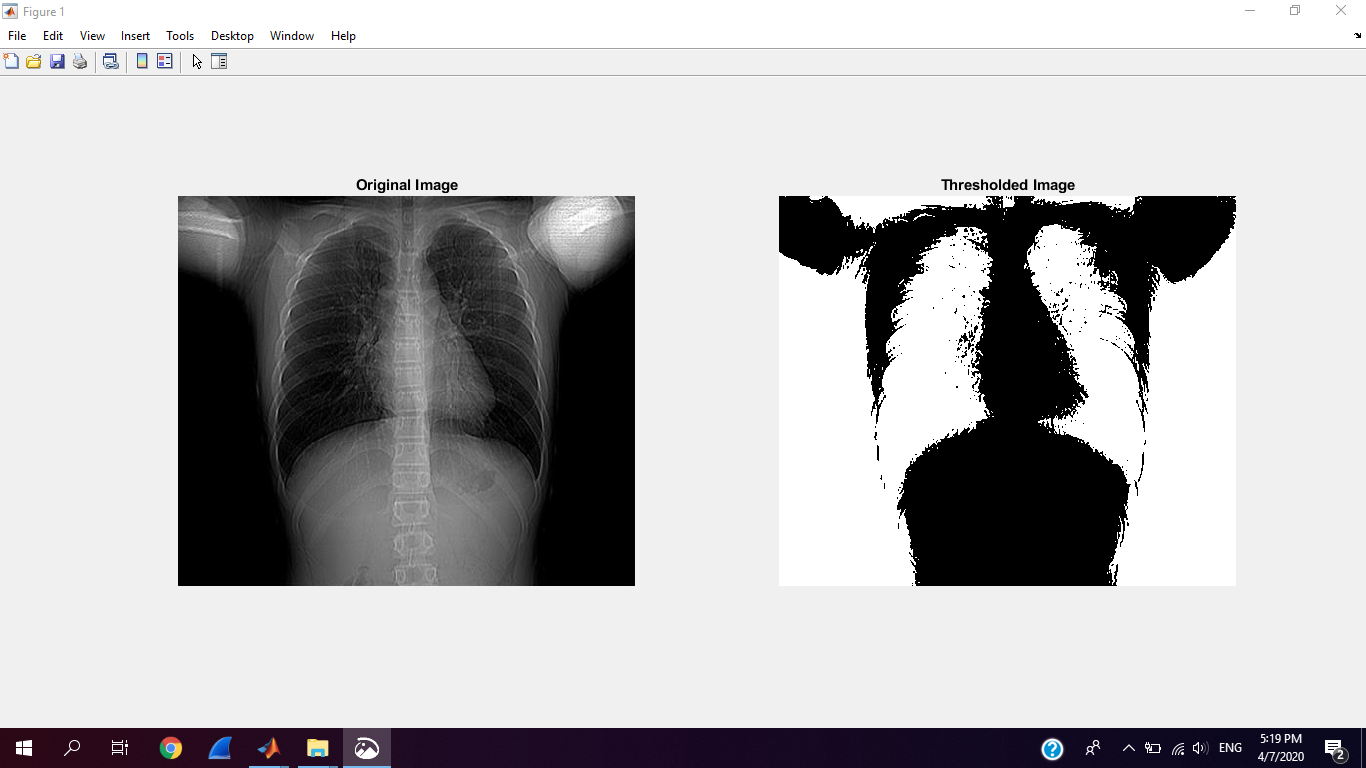 Figure 1
File Edit View Insert Tools Desktop Window Help
Original Image
Thresholded Image
ENG
5:19 PM
4/7/2020
2